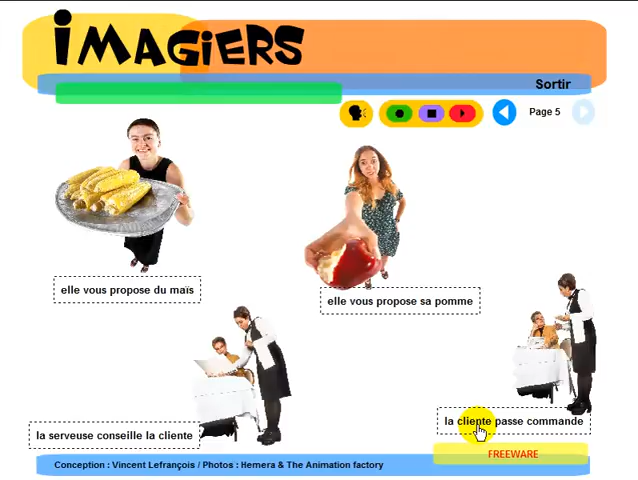 iMAGiERS
Sortir
Page 5
elle vous propose du maïs
elle vous propose sa pomme
la serveuse conseille la cliente
la cliente passe commande
FREEWARE
Conception : Vincent Lefrançois / Photos : Hemera & The Animation factory